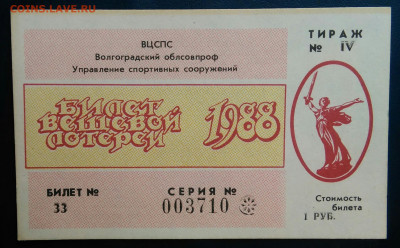 COINS.LAVE.RU
ВЦСПС
Волгоградский облсовпроф
Управление спортивных сооружений
ТИРАЖ
№ IV
БИЛЕТ
ВЕЩЕВОЙ
ЛОТЕРЕИ
1988
БИЛЕТ №
33
СЕРИЯ №
003710
Стоимость
билета
1 РУБ.